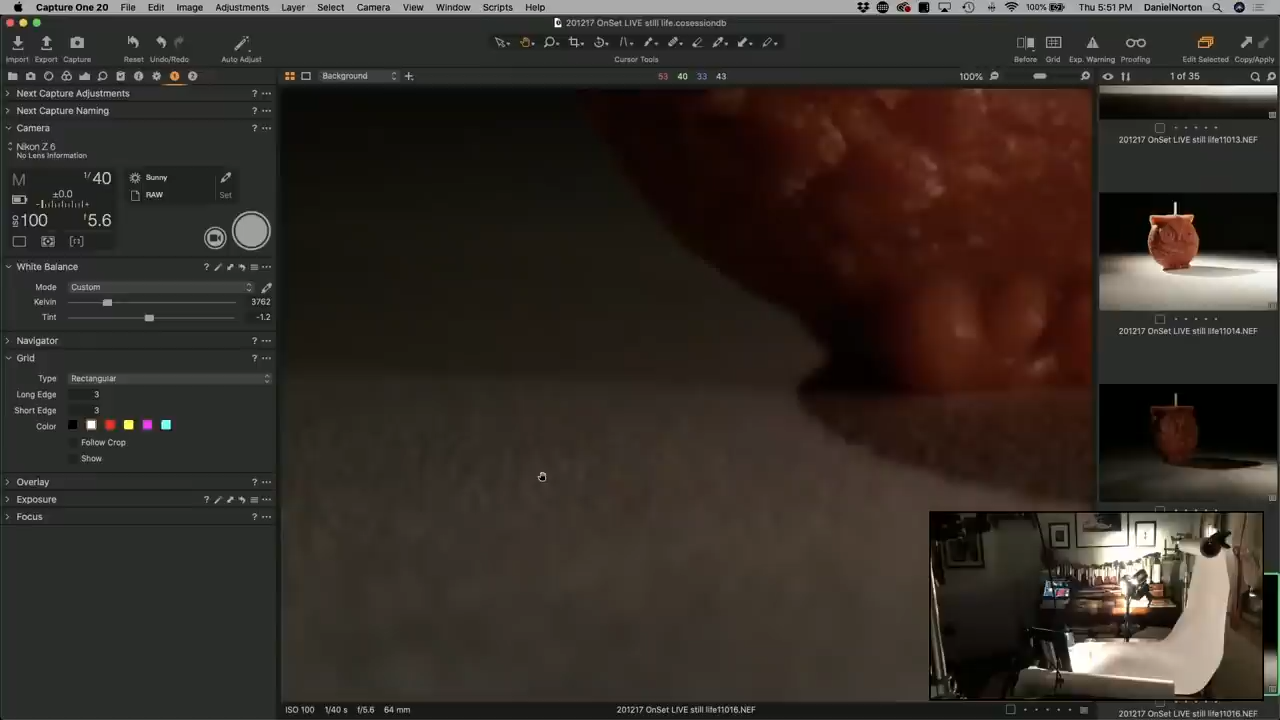 Capture One 20 File Edit Image Adjustments Layer Select Camera View Window Scripts Help 100% Thu 5:51 PM DanielNorton
201217 OnSet LIVE still life.cosessiondb
Import Export Capture Reset Undo/Redo Auto Adjust Cursor Tools Before Grid Exp. Warning Proofing Edit Selected Copy/Apply
Background 53 40 33 43 100% 1 of 35
Next Capture Adjustments ? ...
Next Capture Naming ? ...
Camera ? ...
Nikon Z 6
No Lens Information
M 1/40 Sunny
±0.0 RAW Set
ISO 100 f/5.6
White Balance ? ...
Mode Custom
Kelvin 3762
Tint -1.2
Navigator ? ...
Grid ? ...
Type Rectangular
Long Edge 3
Short Edge 3
Color
Follow Crop
Show
Overlay ? ...
Exposure ? ...
Focus ? ...
201217 OnSet LIVE still life11013.NEF
201217 OnSet LIVE still life11014.NEF
ISO 100 1/40 s f/5.6 64 mm 201217 OnSet LIVE still life11016.NEF
201217 OnSet LIVE still life11016.NEF